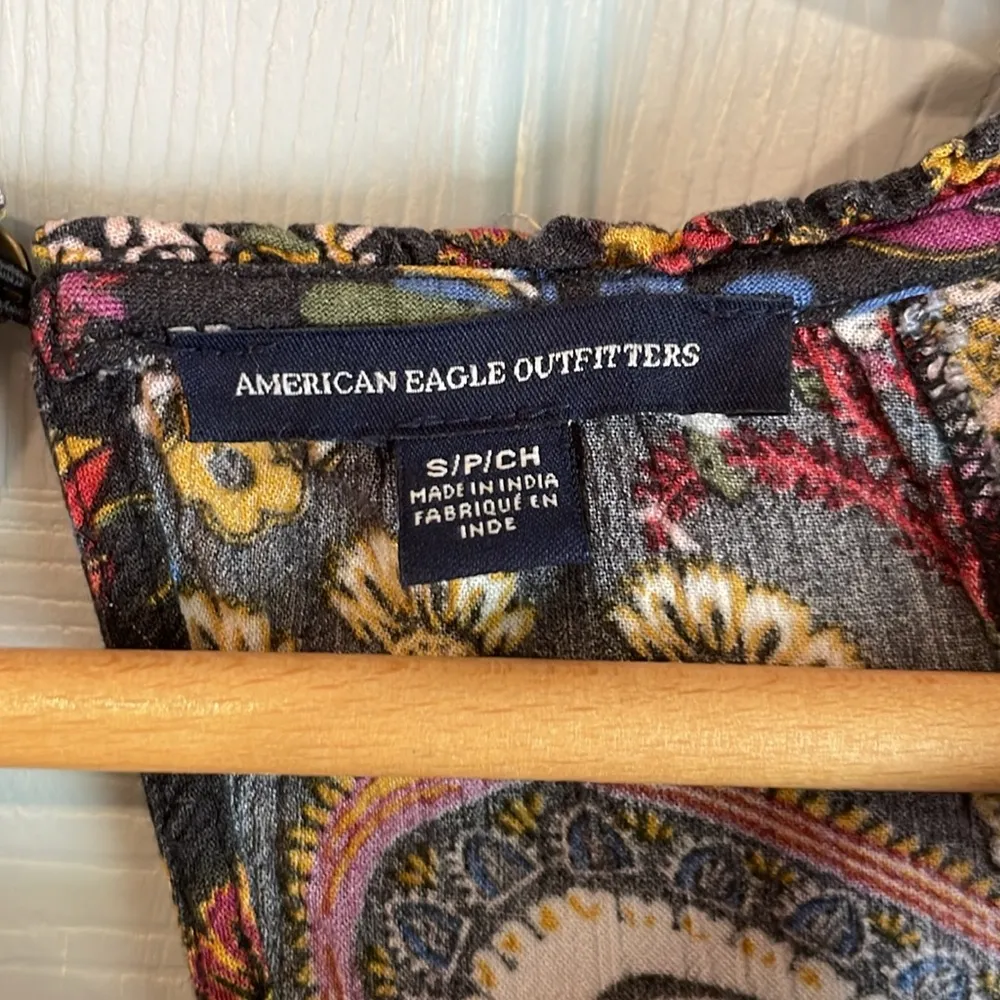 AMERICAN EAGLE OUTFITTERS
S/P/CH
MADE IN INDIA
FABRIQUÉ EN
INDE